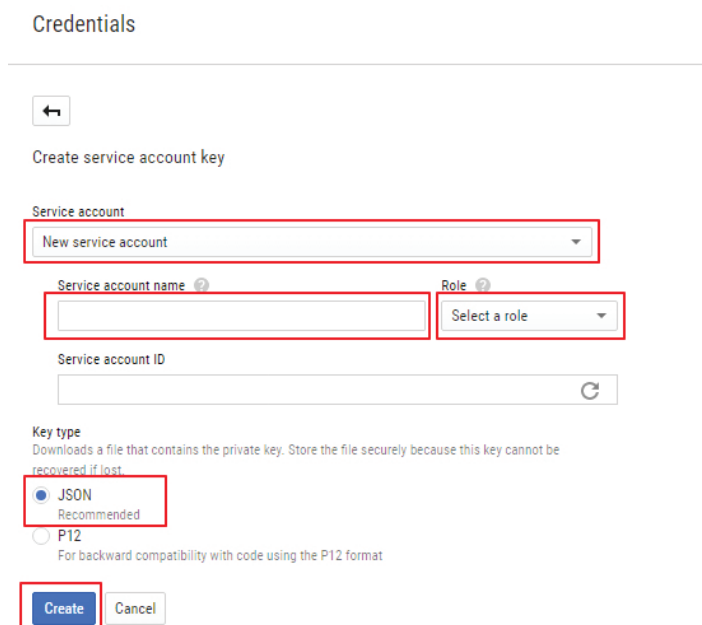 Credentials
Create service account key
Service account
New service account
Service account name ? Role ?
Select a role
Service account ID
Key type
Downloads a file that contains the private key. Store the file securely because this key cannot be
recovered if lost.
JSON
Recommended
P12
For backward compatibility with code using the P12 format
Create Cancel